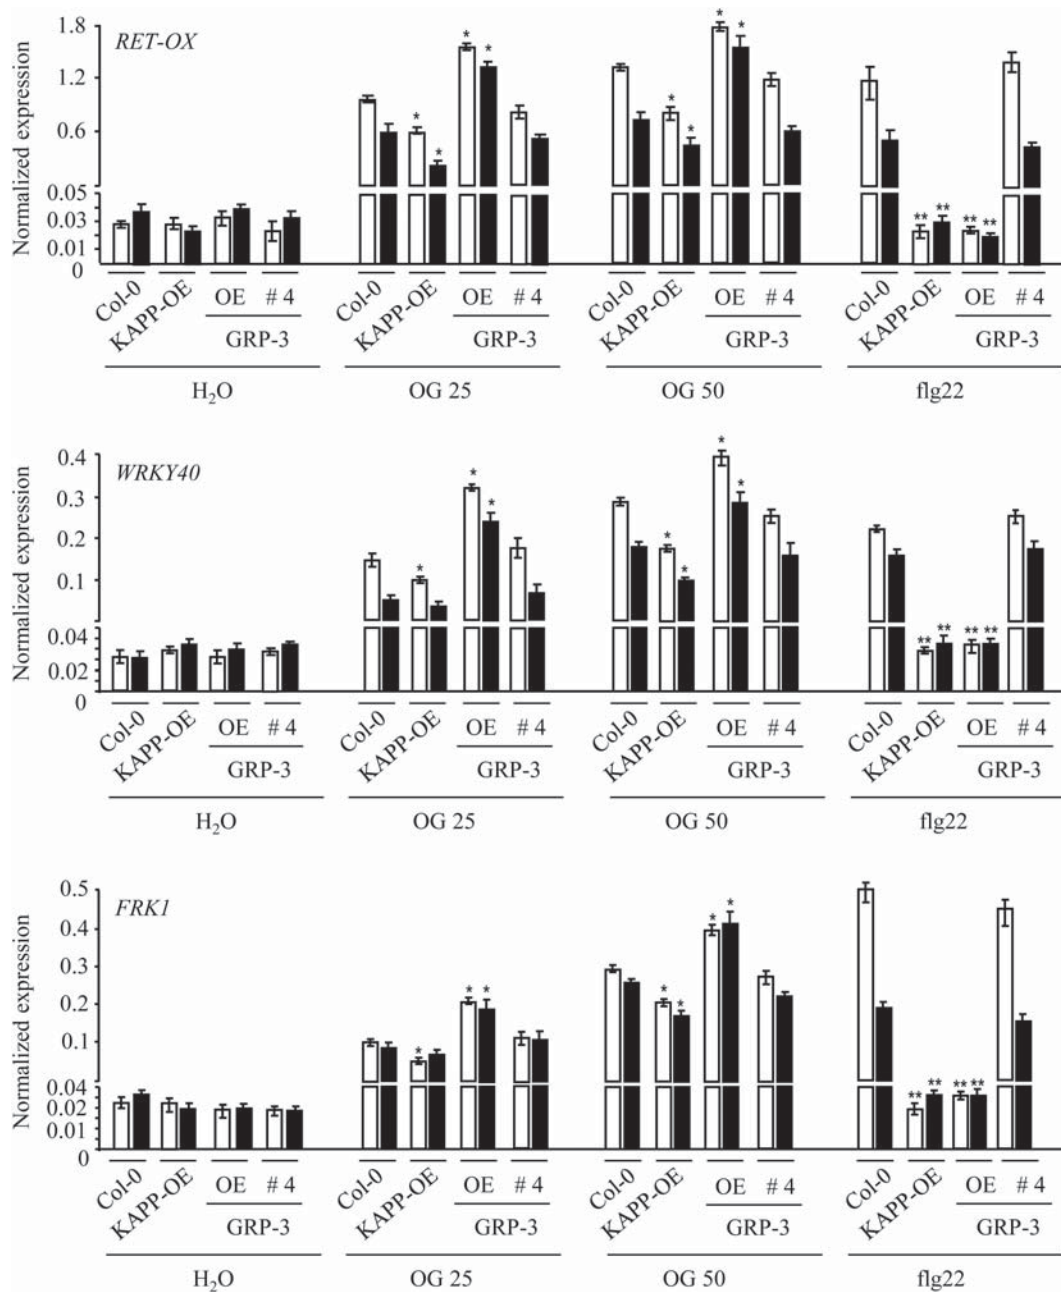 Normalized expression
RET-OX
1.8
1.2
0.6
0.05
0.03
0.01
0
* * * * * * * *
** ** ** **
Col-0 KAPP-OE OE # 4 Col-0 KAPP-OE OE # 4 Col-0 KAPP-OE OE # 4 Col-0 KAPP-OE OE # 4
GRP-3 GRP-3 GRP-3 GRP-3
H₂O OG 25 OG 50 flg22
Normalized expression
WRKY40
0.4
0.3
0.2
0.1
0.04
0.02
0
* * * * * * *
** ** ** **
Col-0 KAPP-OE OE # 4 Col-0 KAPP-OE OE # 4 Col-0 KAPP-OE OE # 4 Col-0 KAPP-OE OE # 4
GRP-3 GRP-3 GRP-3 GRP-3
H₂O OG 25 OG 50 flg22
Normalized expression
FRK1
0.5
0.4
0.3
0.2
0.1
0.04
0.02
0.01
0
* * * * * * *
** ** ** **
Col-0 KAPP-OE OE # 4 Col-0 KAPP-OE OE # 4 Col-0 KAPP-OE OE # 4 Col-0 KAPP-OE OE # 4
GRP-3 GRP-3 GRP-3 GRP-3
H₂O OG 25 OG 50 flg22